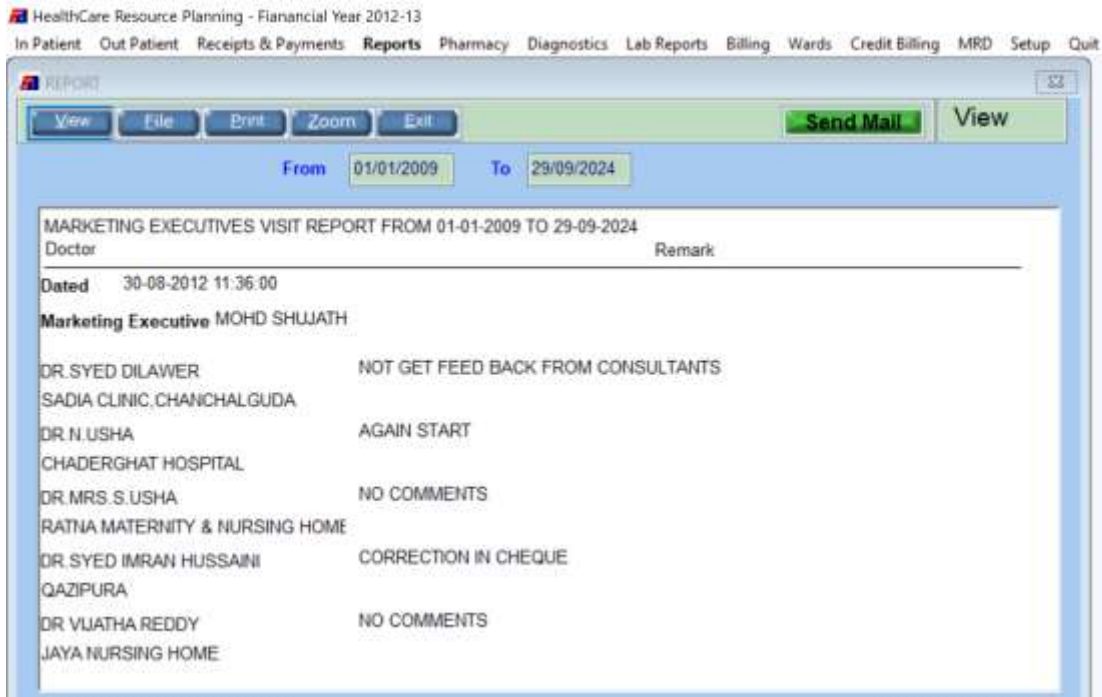 HealthCare Resource Planning - Fianancial Year 2012-13
In Patient Out Patient Receipts & Payments Reports Pharmacy Diagnostics Lab Reports Billing Wards Credit Billing MRD Setup Quit
REPORT
View File Print Zoom Exit Send Mail View
From 01/01/2009 To 29/09/2024
MARKETING EXECUTIVES VISIT REPORT FROM 01-01-2009 TO 29-09-2024
Doctor Remark
Dated 30-08-2012 11:36:00
Marketing Executive MOHD SHUJATH
DR.SYED DILAWER NOT GET FEED BACK FROM CONSULTANTS
SADIA CLINIC,CHANCHALGUDA
DR.N.USHA AGAIN START
CHADERGHAT HOSPITAL
DR.MRS.S.USHA NO COMMENTS
RATNA MATERNITY & NURSING HOME
DR.SYED IMRAN HUSSAINI CORRECTION IN CHEQUE
QAZIPURA
DR VIJATHA REDDY NO COMMENTS
JAYA NURSING HOME